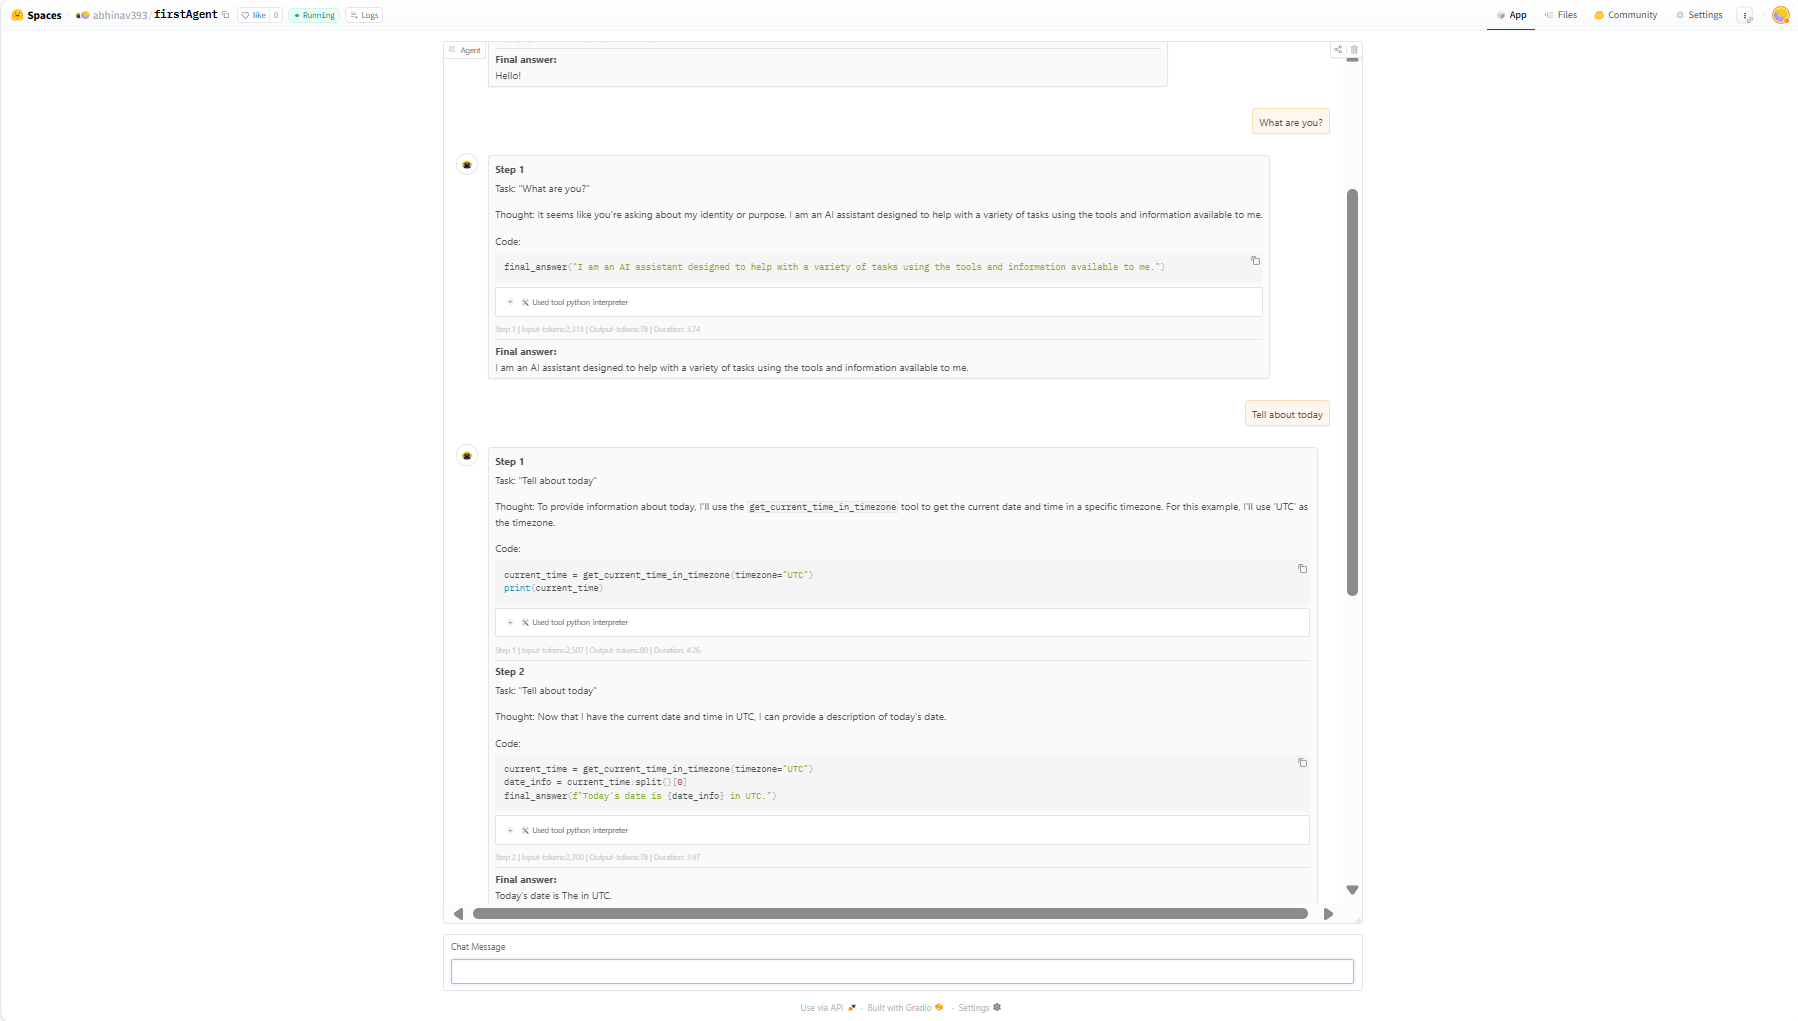 Spaces abhinav393/firstAgent like 0 Running Logs App Files Community Settings
Agent
Final answer:
Hello!
What are you?
Step 1
Task: "What are you?"
Thought: It seems like you're asking about my identity or purpose. I am an AI assistant designed to help with a variety of tasks using the tools and information available to me.
Code:
final_answer("I am an AI assistant designed to help with a variety of tasks using the tools and information available to me.")
Used tool python_interpreter
Step 1 | Input-tokens:2,313 | Output-tokens:78 | Duration: 3.74
Final answer:
I am an AI assistant designed to help with a variety of tasks using the tools and information available to me.
Tell about today
Step 1
Task: "Tell about today"
Thought: To provide information about today, I'll use the get_current_time_in_timezone tool to get the current date and time in a specific timezone. For this example, I'll use 'UTC' as
the timezone.
Code:
current_time = get_current_time_in_timezone(timezone="UTC")
print(current_time)
Used tool python_interpreter
Step 1 | Input-tokens:2,507 | Output-tokens:80 | Duration: 4.26
Step 2
Task: "Tell about today"
Thought: Now that I have the current date and time in UTC, I can provide a description of today's date.
Code:
current_time = get_current_time_in_timezone(timezone="UTC")
date_info = current_time.split()[0]
final_answer(f"Today's date is {date_info} in UTC.")
Used tool python_interpreter
Step 2 | Input-tokens:2,700 | Output-tokens:78 | Duration: 3.97
Final answer:
Today's date is The in UTC.
Chat Message
Use via API · Built with Gradio · Settings